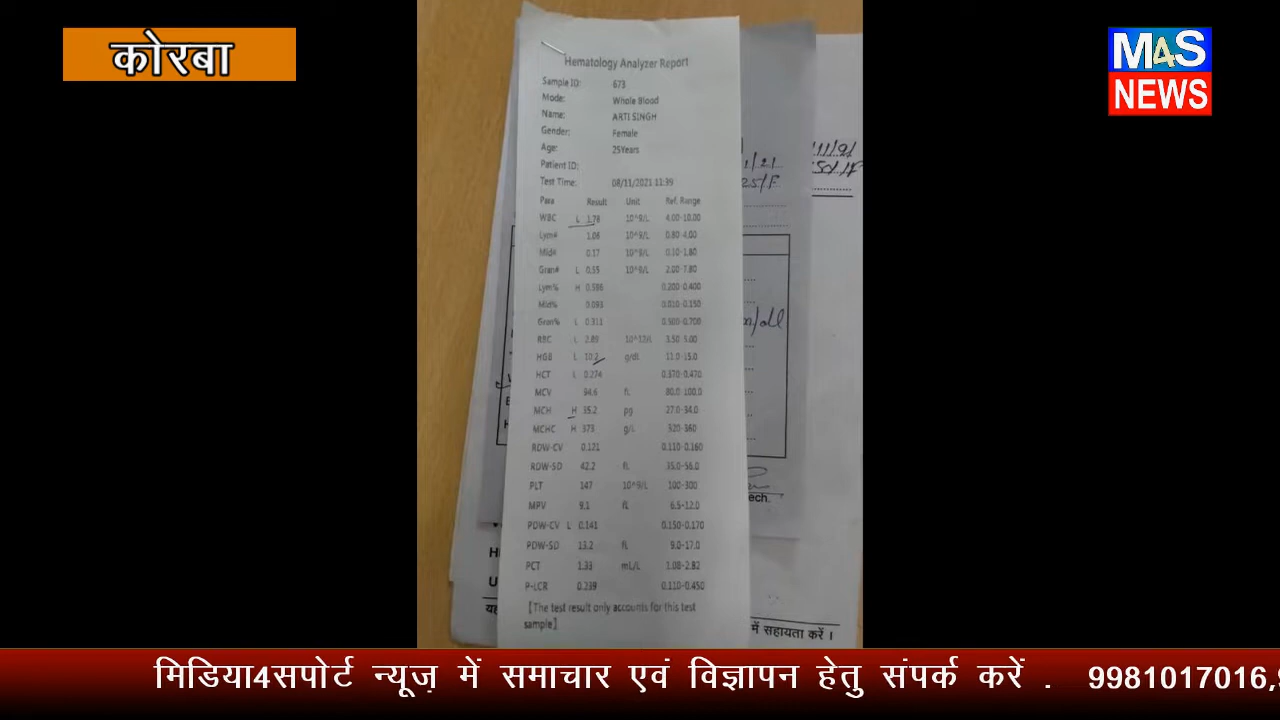 कोरबा
M4S
NEWS
Hematology Analyzer Report
Sample ID: 673
Mode: Whole Blood
Name: ARTI SINGH
Gender: Female
Age: 25Years
Patient ID:
Test Time: 08/11/2021 11:39
Para Result Unit Ref. Range
WBC L 1.78 10^9/L 4.00-10.00
Lym# 1.08 10^9/L 0.80-4.00
Mid# 0.17 10^9/L 0.10-1.80
Gran# L 0.55 10^9/L 2.00-7.80
Lym% H 0.586 0.200-0.400
Mid% 0.093 0.010-0.150
Gran% L 0.311 0.500-0.700
RBC L 2.89 10^12/L 3.50-5.00
HGB L 10.2 g/dL 11.0-15.0
HCT L 0.274 0.370-0.470
MCV 94.6 fL 80.0-100.0
MCH H 35.2 pg 27.0-34.0
MCHC H 373 g/L 320-360
RDW-CV 0.121 0.110-0.160
RDW-SD 42.2 fL 35.0-56.0
PLT 147 10^9/L 100-300
MPV 9.1 fL 6.5-12.0
PDW-CV L 0.141 0.150-0.170
PDW-SD 13.2 fL 9.0-17.0
PCT 1.33 mL/L 1.08-2.82
P-LCR 0.239 0.110-0.450
[The test result only accounts for this test
sample]
1/21
25/F
m/dl
ech.
में सहायता करें ।
मिडिया4सपोर्ट न्यूज़ में समाचार एवं विज्ञापन हेतु संपर्क करें . 9981017016,